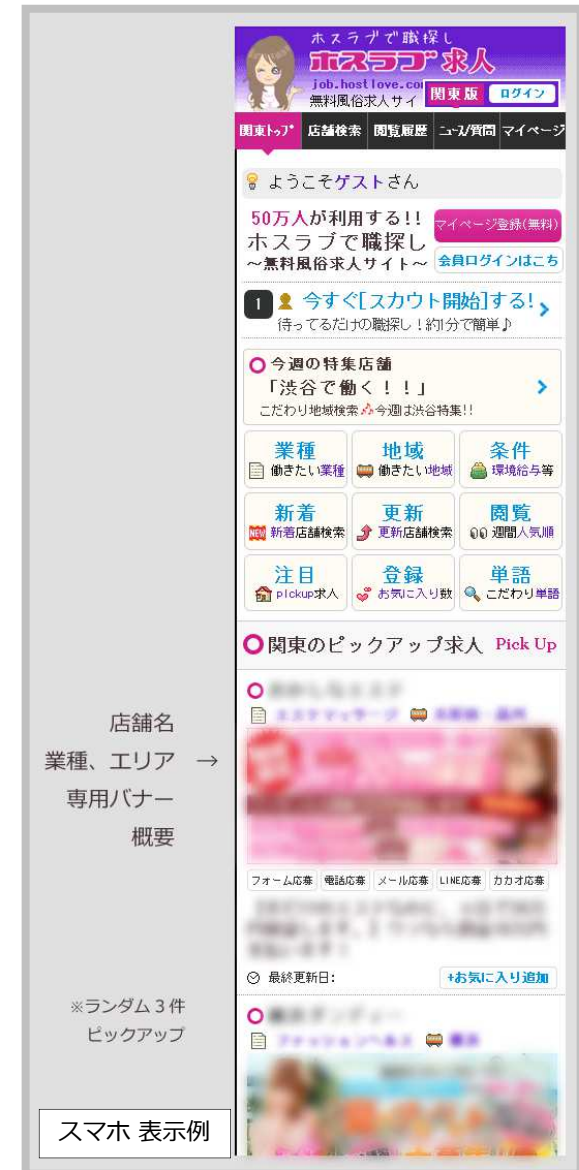 ホスラブで職探し
ホスラブ求人
job.hostlove.co
無料風俗求人サイ
関東版 ログイン
関東トップ 店舗検索 閲覧履歴 ニュース/質問 マイページ
ようこそゲストさん
50万人が利用する!!
ホスラブで職探し
～無料風俗求人サイト～
マイページ登録(無料)
会員ログインはこち
1 今すぐ[スカウト開始]する!
待ってるだけの職探し!約1分で簡単♪
今週の特集店舗
「渋谷で働く!!」
こだわり地域検索 今週は渋谷特集!!
業種 地域 条件
働きたい業種 働きたい地域 環境給与等
新着 更新 閲覧
NEW 新着店舗検索 更新店舗検索 週間人気順
注目 登録 単語
pickup求人 お気に入り数 こだわり単語
関東のピックアップ求人 Pick Up
店舗名
業種、エリア →
専用バナー
概要
フォーム応募 電話応募 メール応募 LINE応募 カカオ応募
最終更新日: +お気に入り追加
※ランダム3件
ピックアップ
スマホ 表示例